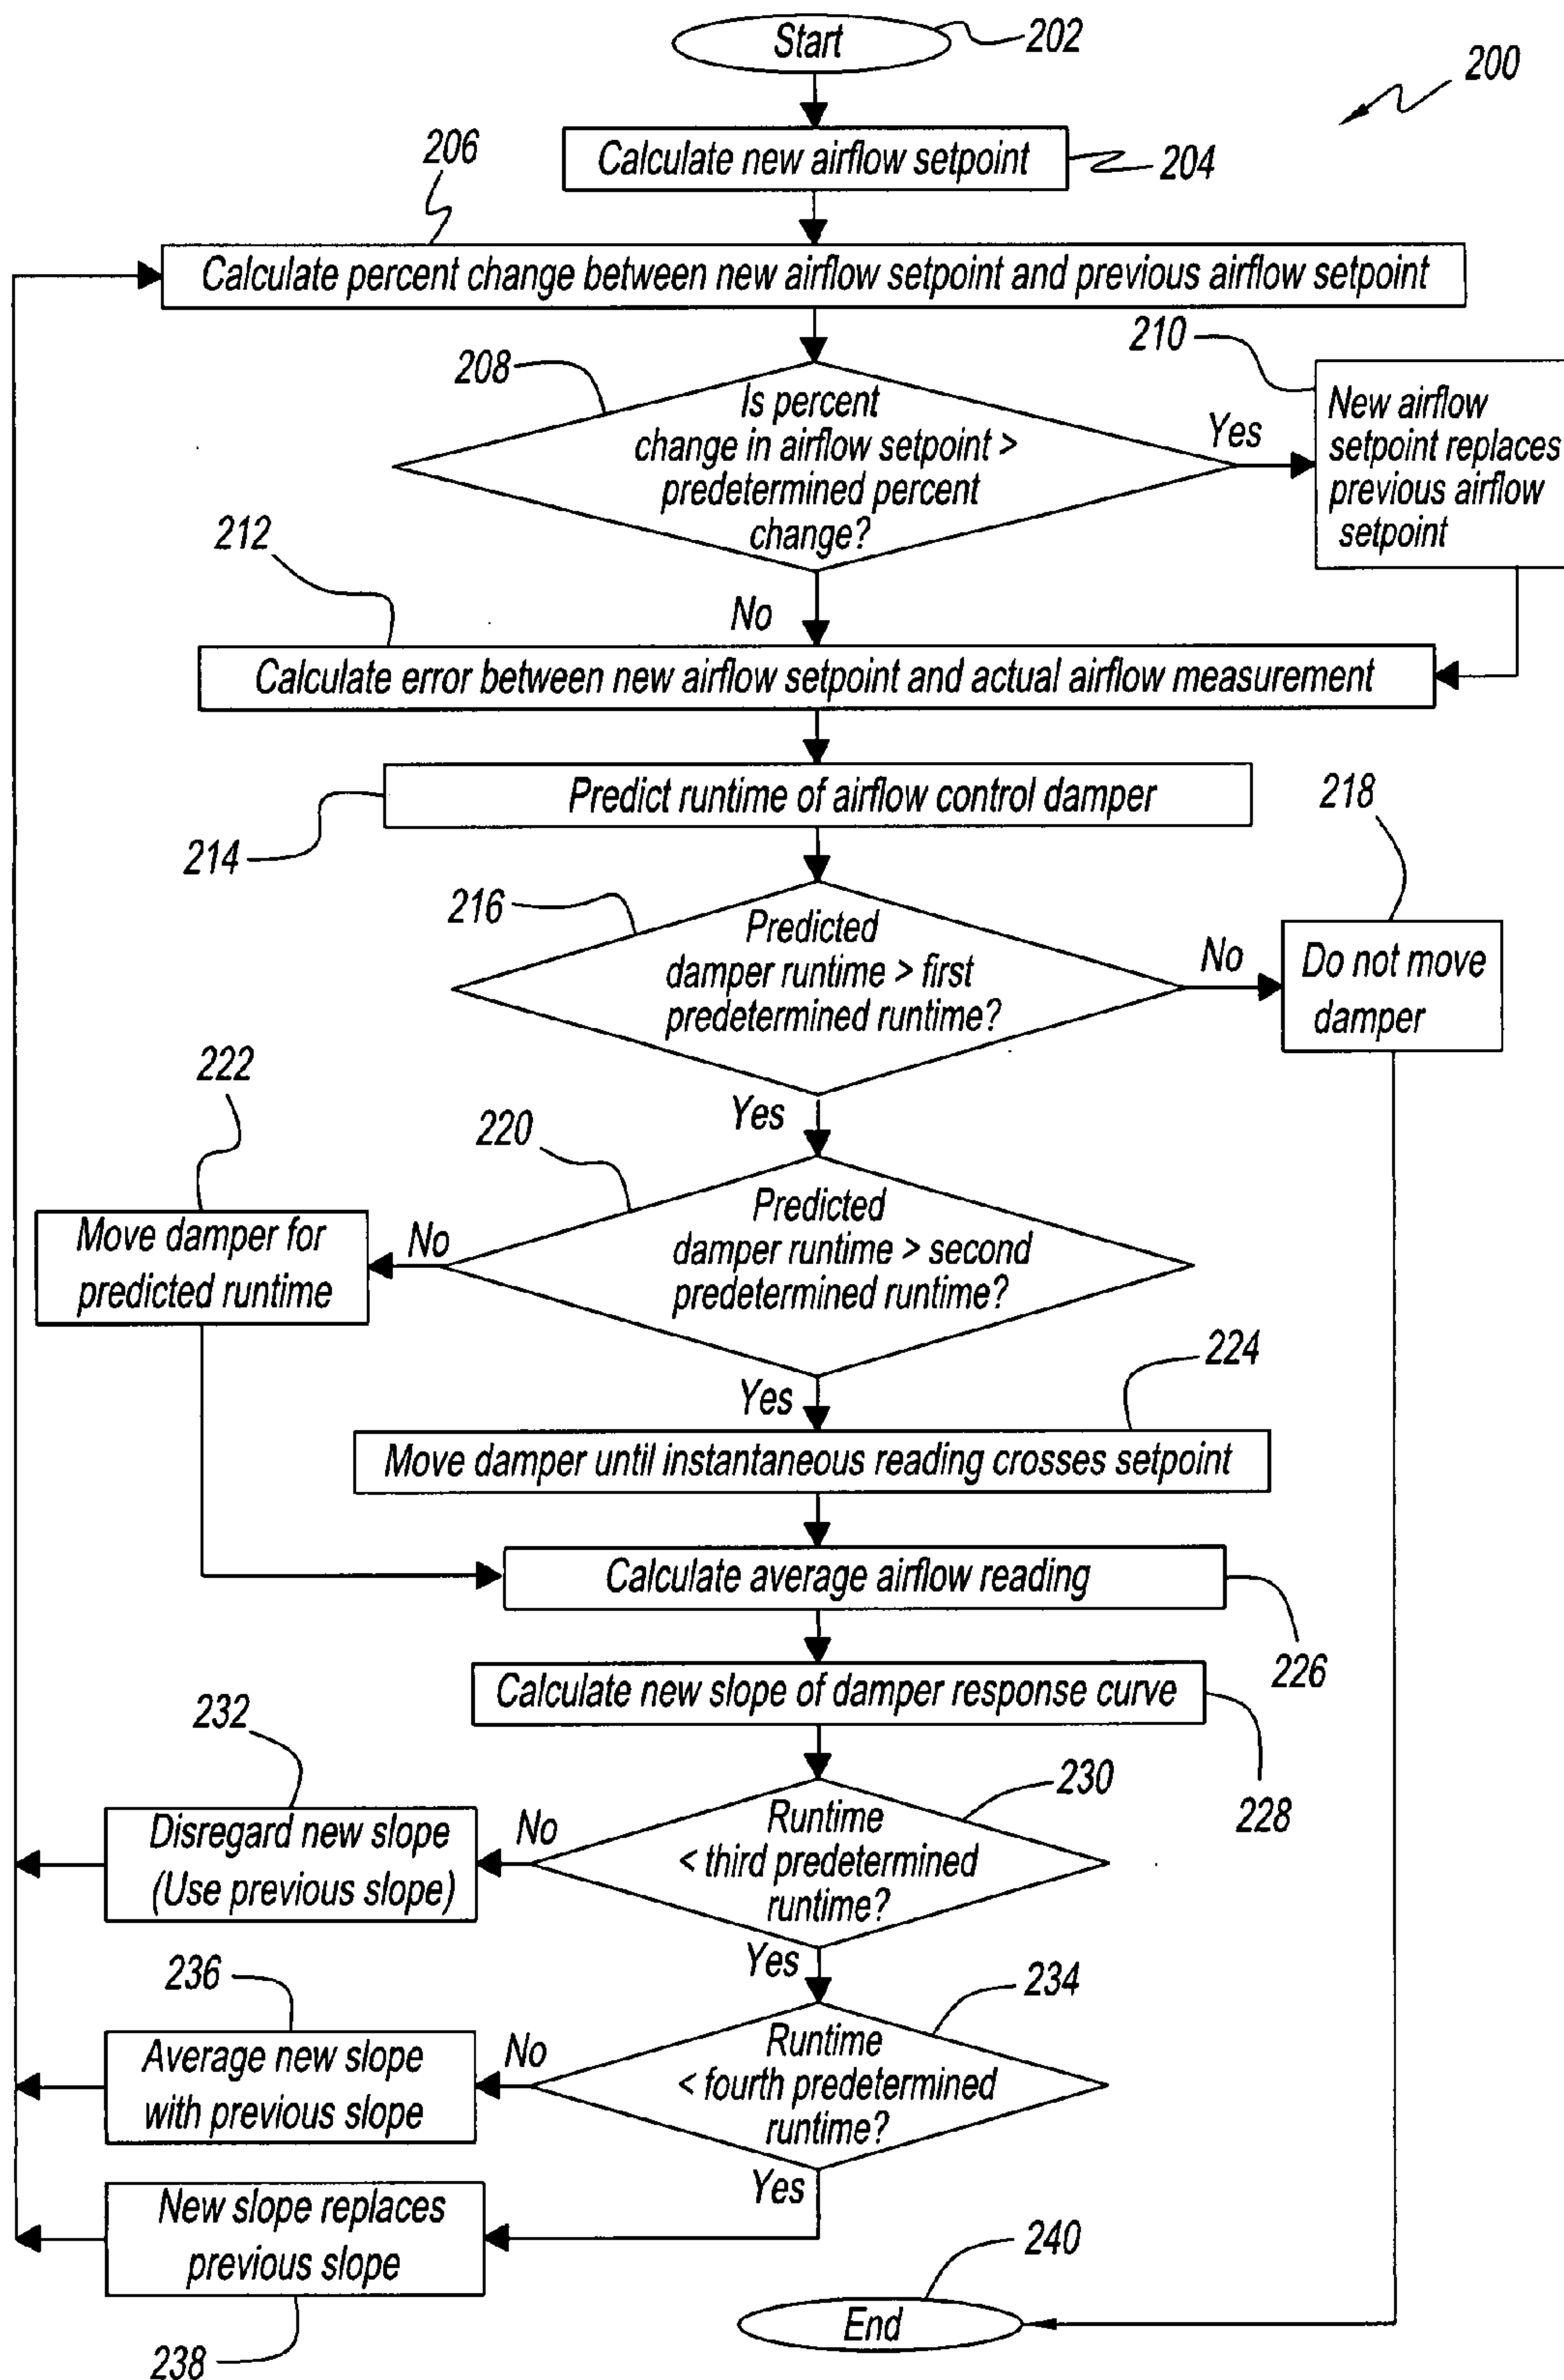 Start
202
200
Calculate new airflow setpoint
204
206
Calculate percent change between new airflow setpoint and previous airflow setpoint
208
Is percent
change in airflow setpoint >
predetermined percent
change?
Yes
210
New airflow
setpoint replaces
previous airflow
setpoint
212
No
Calculate error between new airflow setpoint and actual airflow measurement
Predict runtime of airflow control damper
214
216
Predicted
damper runtime > first
predetermined runtime?
No
218
Do not move
damper
Yes
220
Predicted
damper runtime > second
predetermined runtime?
No
222
Move damper for
predicted runtime
Yes
224
Move damper until instantaneous reading crosses setpoint
Calculate average airflow reading
226
Calculate new slope of damper response curve
228
230
Runtime
< third predetermined
runtime?
No
232
Disregard new slope
(Use previous slope)
Yes
234
Runtime
< fourth predetermined
runtime?
No
236
Average new slope
with previous slope
Yes
New slope replaces
previous slope
238
240
End